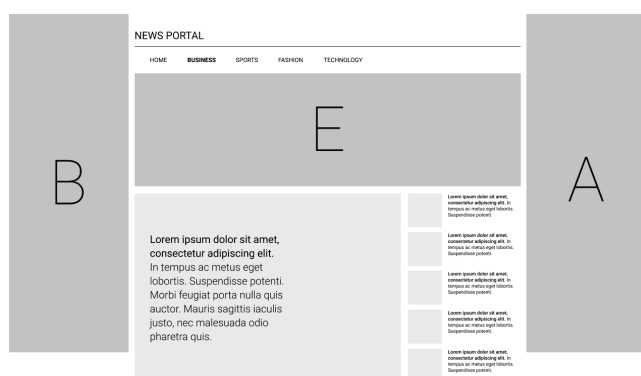 NEWS PORTAL
HOME BUSINESS SPORTS FASHION TECHNOLOGY
B
E
A
Lorem ipsum dolor sit amet,
consectetur adipiscing elit.
In tempus ac metus eget
lobortis. Suspendisse potenti.
Morbi feugiat porta nulla quis
auctor. Mauris sagittis iaculis
justo, nec malesuada odio
pharetra quis.
Lorem ipsum dolor sit amet,
consectetur adipiscing elit. In
tempus ac metus eget lobortis.
Suspendisse potenti.
Lorem ipsum dolor sit amet,
consectetur adipiscing elit. In
tempus ac metus eget lobortis.
Suspendisse potenti.
Lorem ipsum dolor sit amet,
consectetur adipiscing elit. In
tempus ac metus eget lobortis.
Suspendisse potenti.
Lorem ipsum dolor sit amet,
consectetur adipiscing elit. In
tempus ac metus eget lobortis.
Suspendisse potenti.
Lorem ipsum dolor sit amet,
consectetur adipiscing elit. In
tempus ac metus eget lobortis.
Suspendisse potenti.